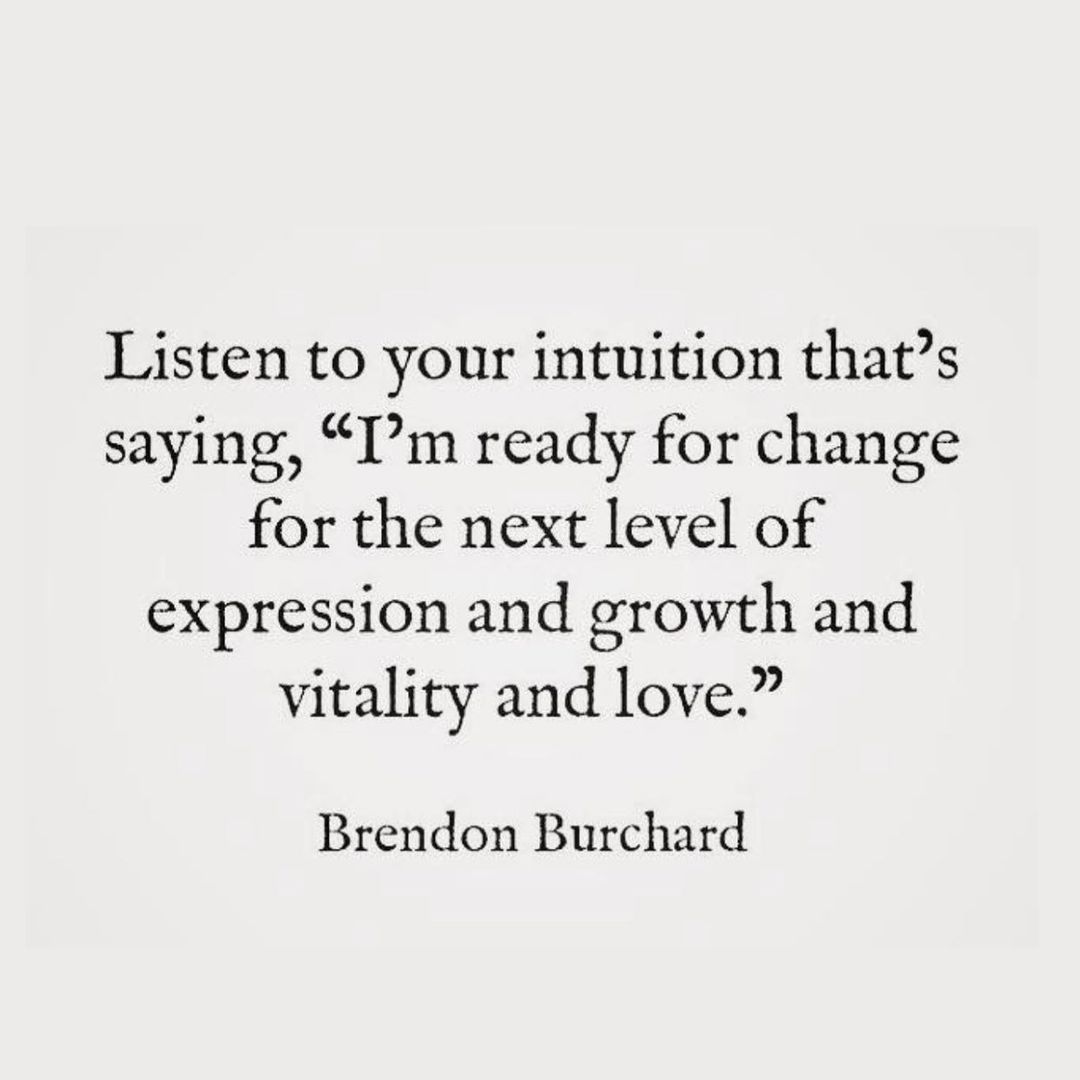 Listen to your intuition that’s
saying, “I’m ready for change
for the next level of
expression and growth and
vitality and love.”
Brendon Burchard